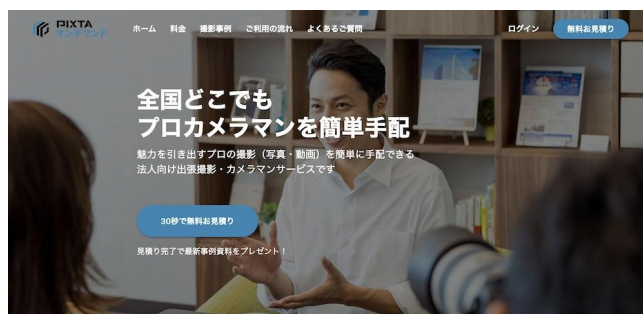 PIXTA
オンデマンド
ホーム 料金 撮影事例 ご利用の流れ よくあるご質問
ログイン 無料お見積り
全国どこでも
プロカメラマンを簡単手配
魅力を引き出すプロの撮影（写真・動画）を簡単に手配できる
法人向け出張撮影・カメラマンサービスです
30秒で無料お見積り
見積り完了で最新事例資料をプレゼント！